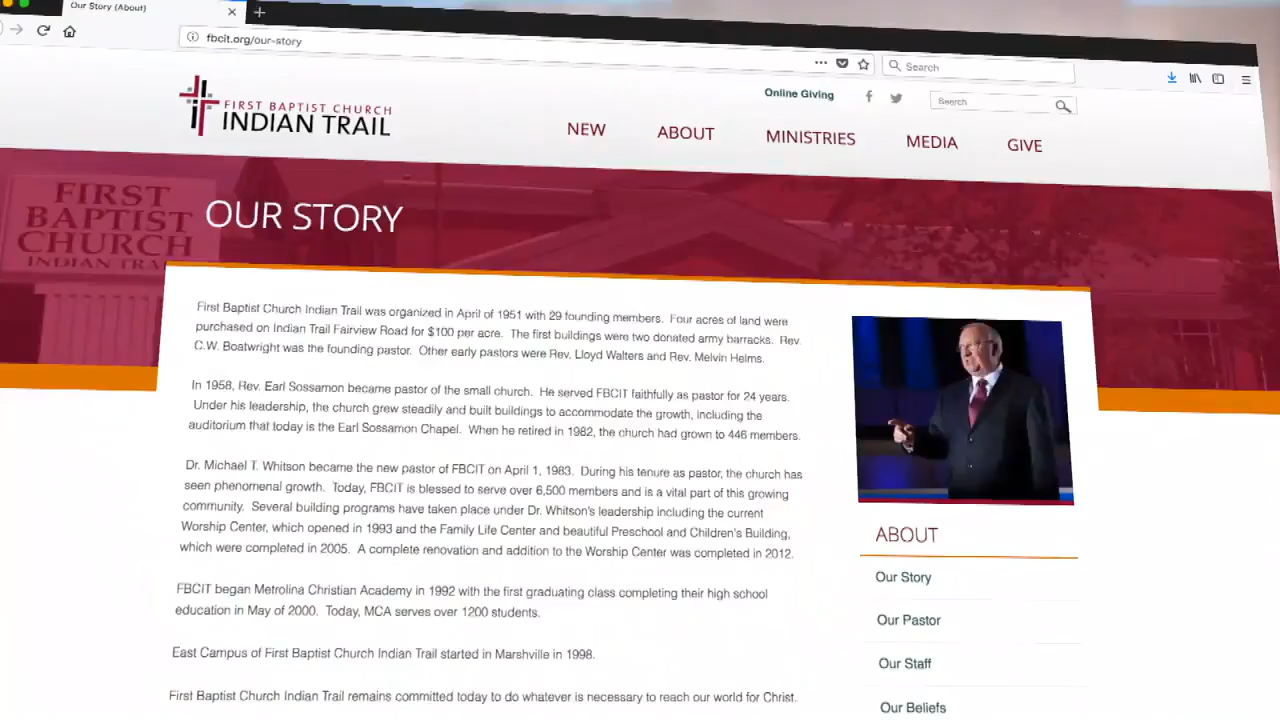 Our Story (About)
fbcit.org/our-story
Search
Online Giving
Search
FIRST BAPTIST CHURCH
INDIAN TRAIL
NEW ABOUT MINISTRIES MEDIA GIVE
FIRST
BAPTIST
CHURCH
INDIAN TRA
OUR STORY
First Baptist Church Indian Trail was organized in April of 1951 with 29 founding members. Four acres of land were
purchased on Indian Trail Fairview Road for $100 per acre. The first buildings were two donated army barracks. Rev.
C.W. Boatwright was the founding pastor. Other early pastors were Rev. Lloyd Walters and Rev. Melvin Helms.
In 1958, Rev. Earl Sossamon became pastor of the small church. He served FBCIT faithfully as pastor for 24 years.
Under his leadership, the church grew steadily and built buildings to accommodate the growth, including the
auditorium that today is the Earl Sossamon Chapel. When he retired in 1982, the church had grown to 446 members.
Dr. Michael T. Whitson became the new pastor of FBCIT on April 1, 1983. During his tenure as pastor, the church has
seen phenomenal growth. Today, FBCIT is blessed to serve over 6,500 members and is a vital part of this growing
community. Several building programs have taken place under Dr. Whitson's leadership including the current
Worship Center, which opened in 1993 and the Family Life Center and beautiful Preschool and Children's Building,
which were completed in 2005. A complete renovation and addition to the Worship Center was completed in 2012.
FBCIT began Metrolina Christian Academy in 1992 with the first graduating class completing their high school
education in May of 2000. Today, MCA serves over 1200 students.
East Campus of First Baptist Church Indian Trail started in Marshville in 1998.
First Baptist Church Indian Trail remains committed today to do whatever is necessary to reach our world for Christ.
ABOUT
Our Story
Our Pastor
Our Staff
Our Beliefs